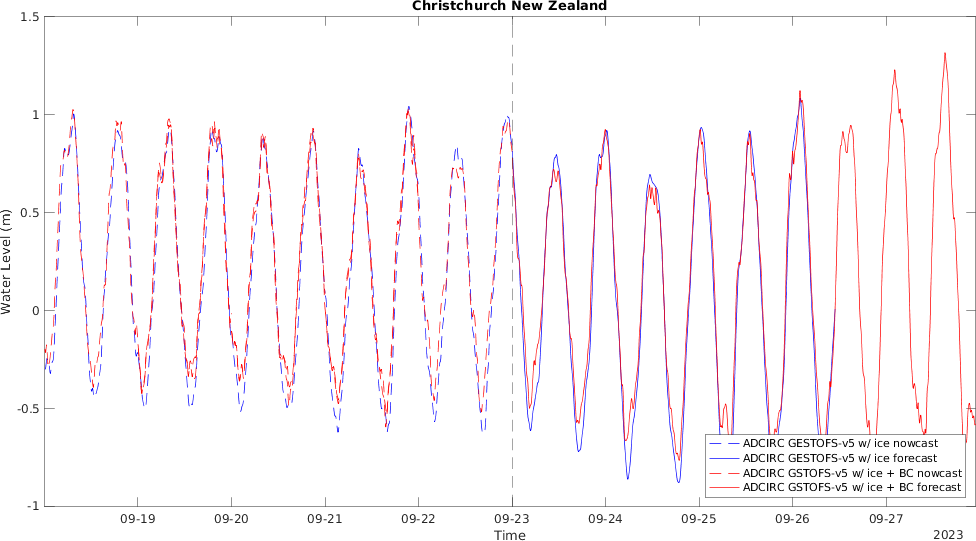 Christchurch New Zealand
1.5
1
0.5
0
-0.5
-1
Water Level (m)
09-19 09-20 09-21 09-22 09-23 09-24 09-25 09-26 09-27
Time
2023
ADCIRC GESTOFS-v5 w/ ice nowcast
ADCIRC GESTOFS-v5 w/ ice forecast
ADCIRC GSTOFS-v5 w/ ice + BC nowcast
ADCIRC GSTOFS-v5 w/ ice + BC forecast